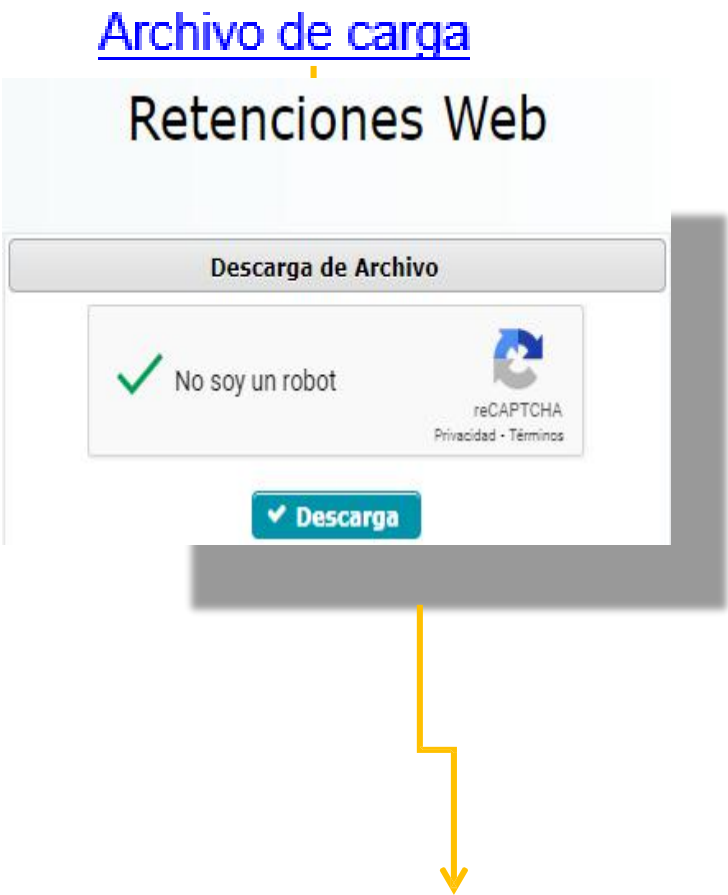 Archivo de carga
Retenciones Web
Descarga de Archivo
No soy un robot
reCAPTCHA
Privacidad - Términos
Descarga